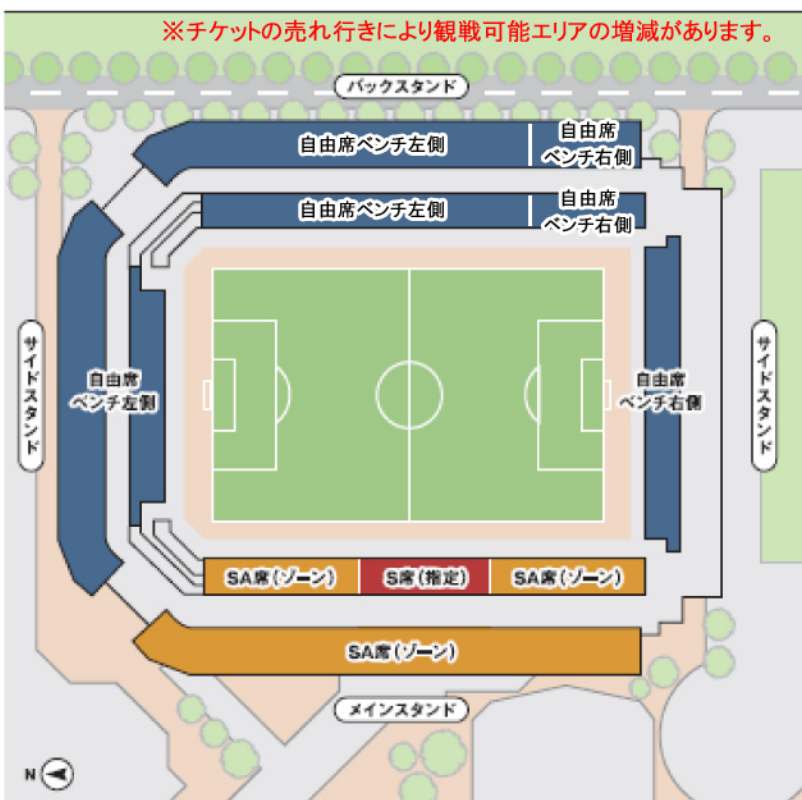 ※チケットの売れ行きにより観戦可能エリアの増減があります。
バックスタンド
自由席ベンチ左側
自由席
ベンチ右側
自由席ベンチ左側
自由席
ベンチ右側
サイドスタンド
自由席
ベンチ左側
自由席
ベンチ右側
サイドスタンド
SA席(ゾーン)
S席(指定)
SA席(ゾーン)
SA席(ゾーン)
メインスタンド
N